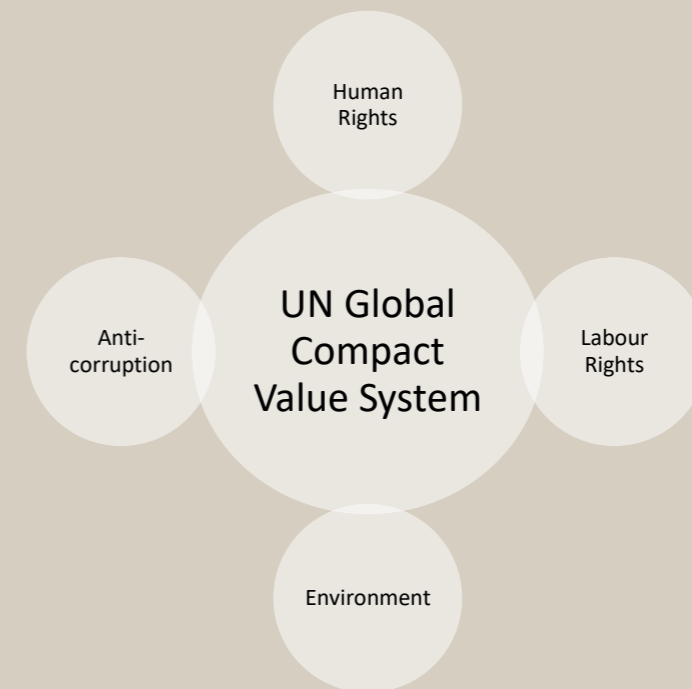 Human
Rights
UN Global
Compact
Value System
Anti-
corruption
Labour
Rights
Environment